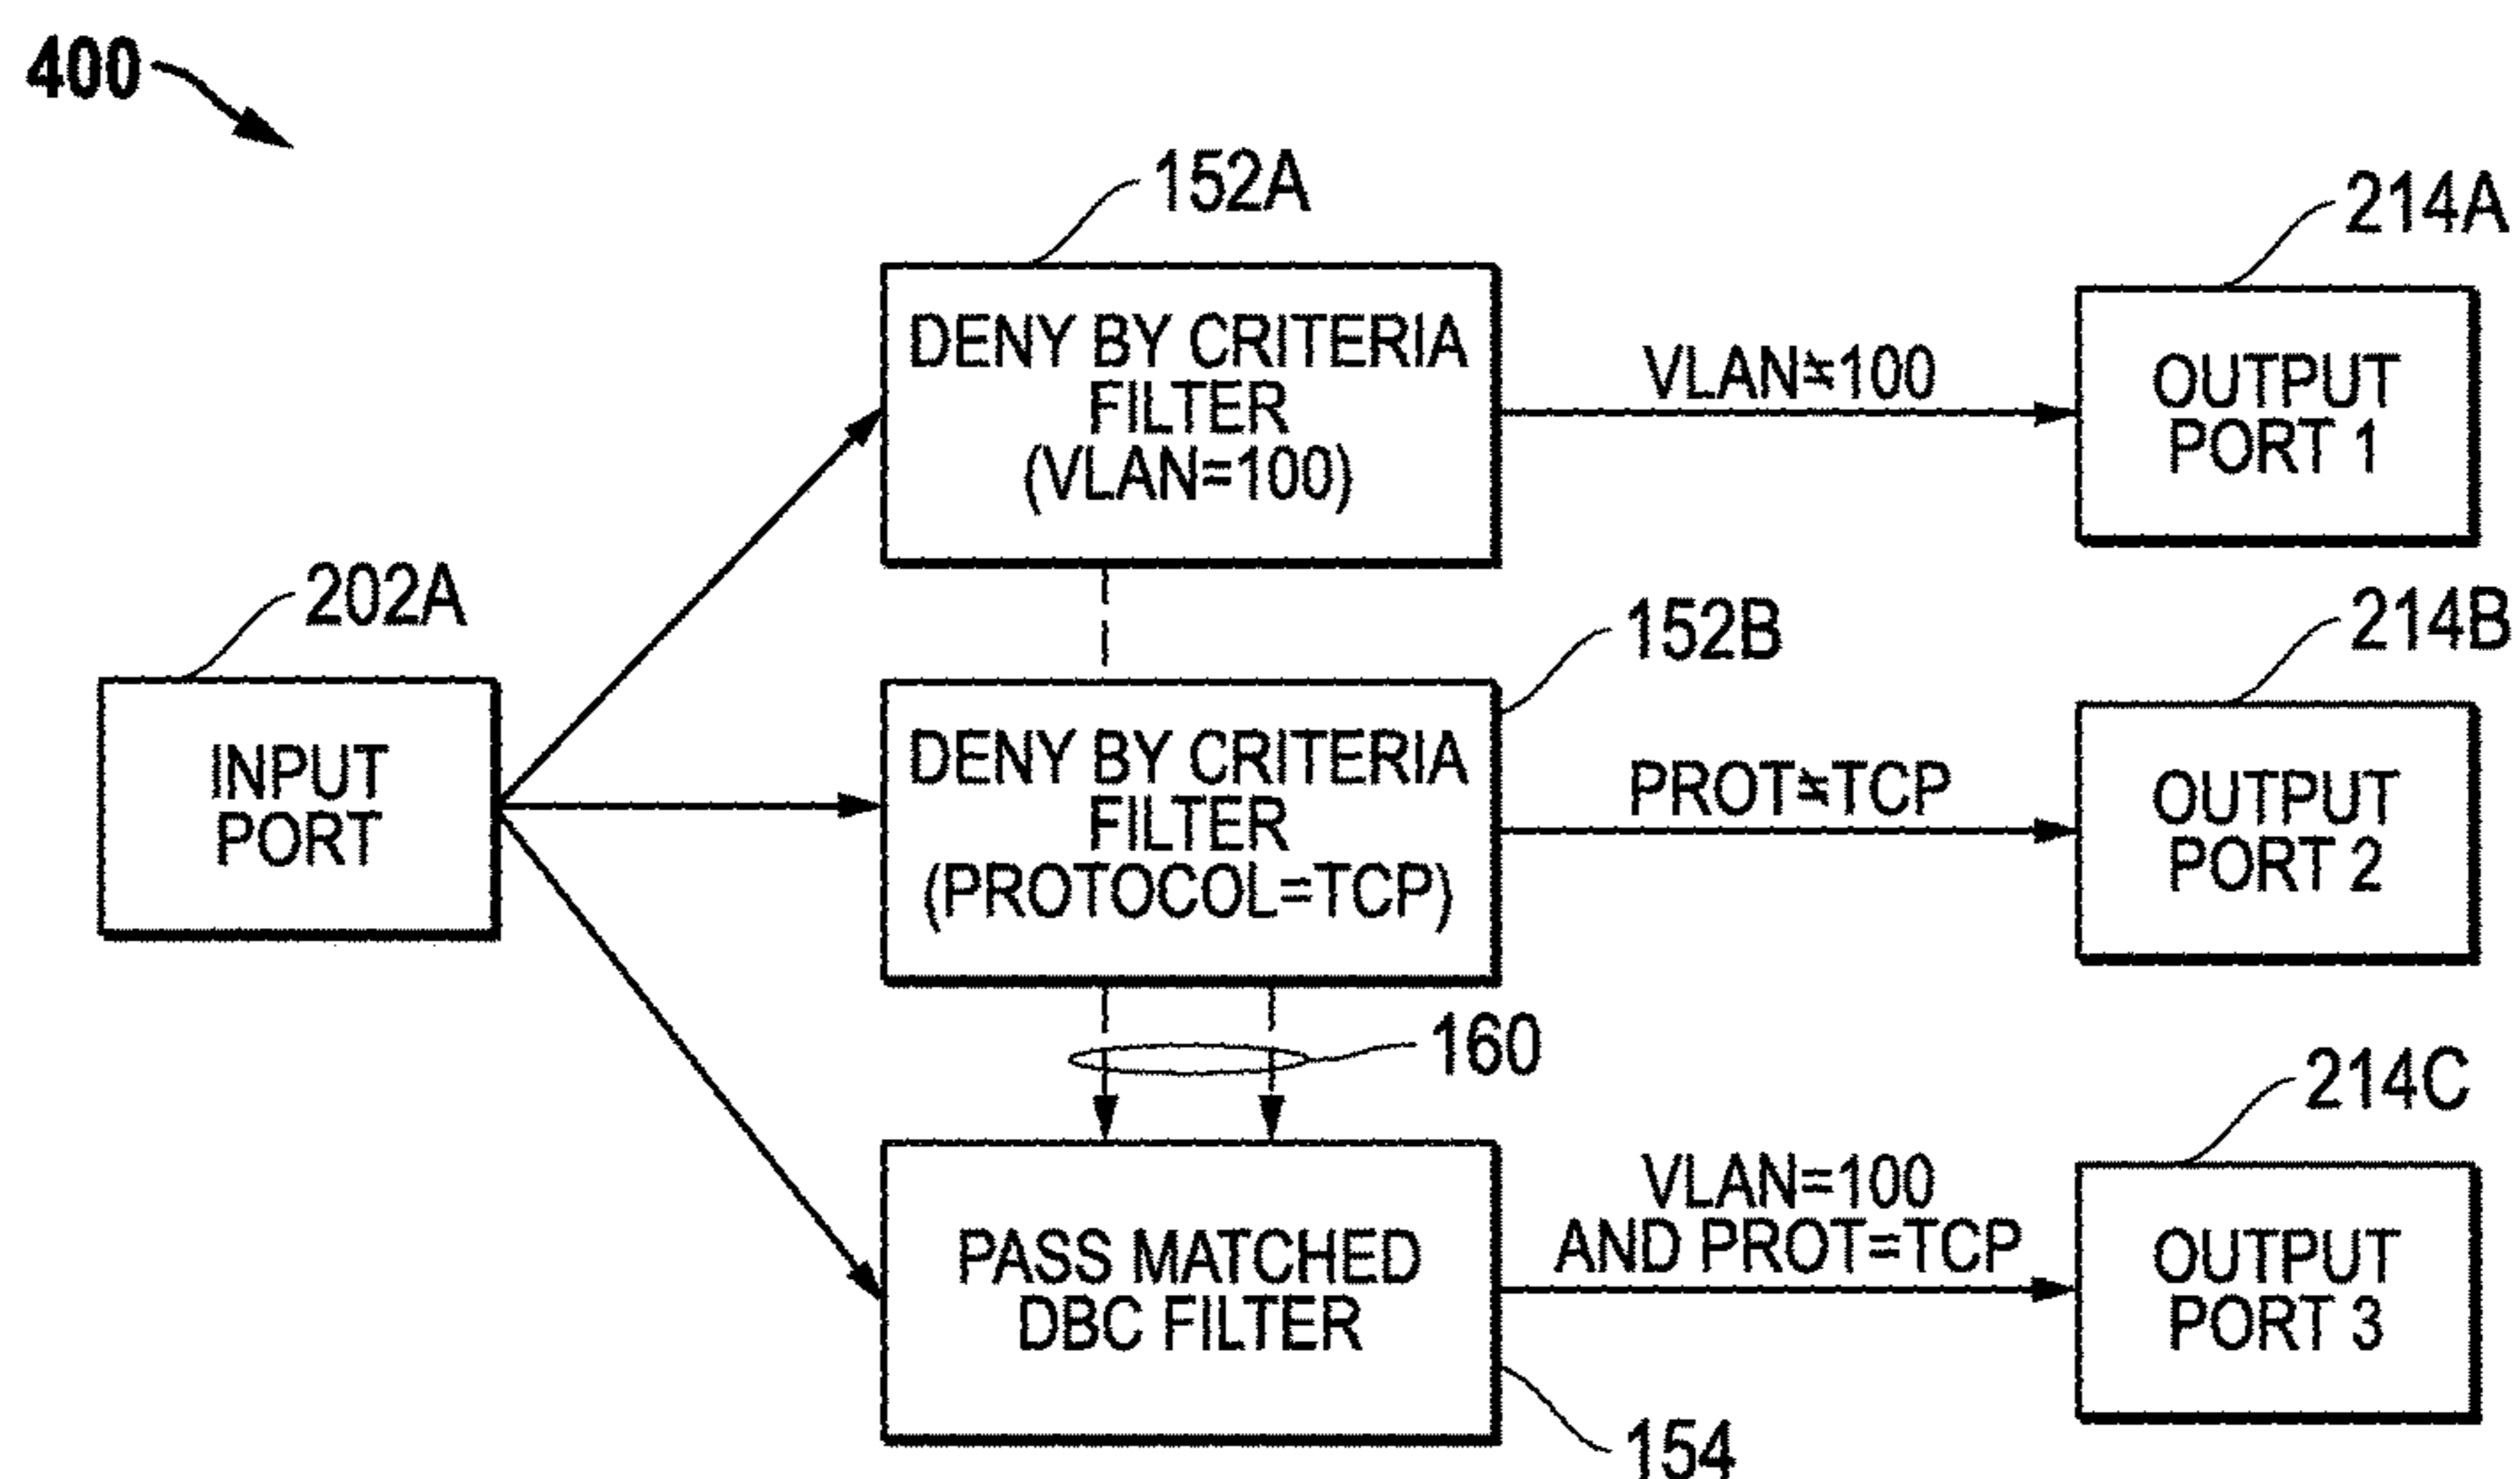 400
152A
214A
DENY BY CRITERIA
FILTER
(VLAN=100)
VLAN≠100
OUTPUT
PORT 1
202A
152B
214B
INPUT
PORT
DENY BY CRITERIA
FILTER
(PROTOCOL=TCP)
PROT≠TCP
OUTPUT
PORT 2
160
214C
PASS MATCHED
DBC FILTER
VLAN=100
AND PROT=TCP
OUTPUT
PORT 3
154